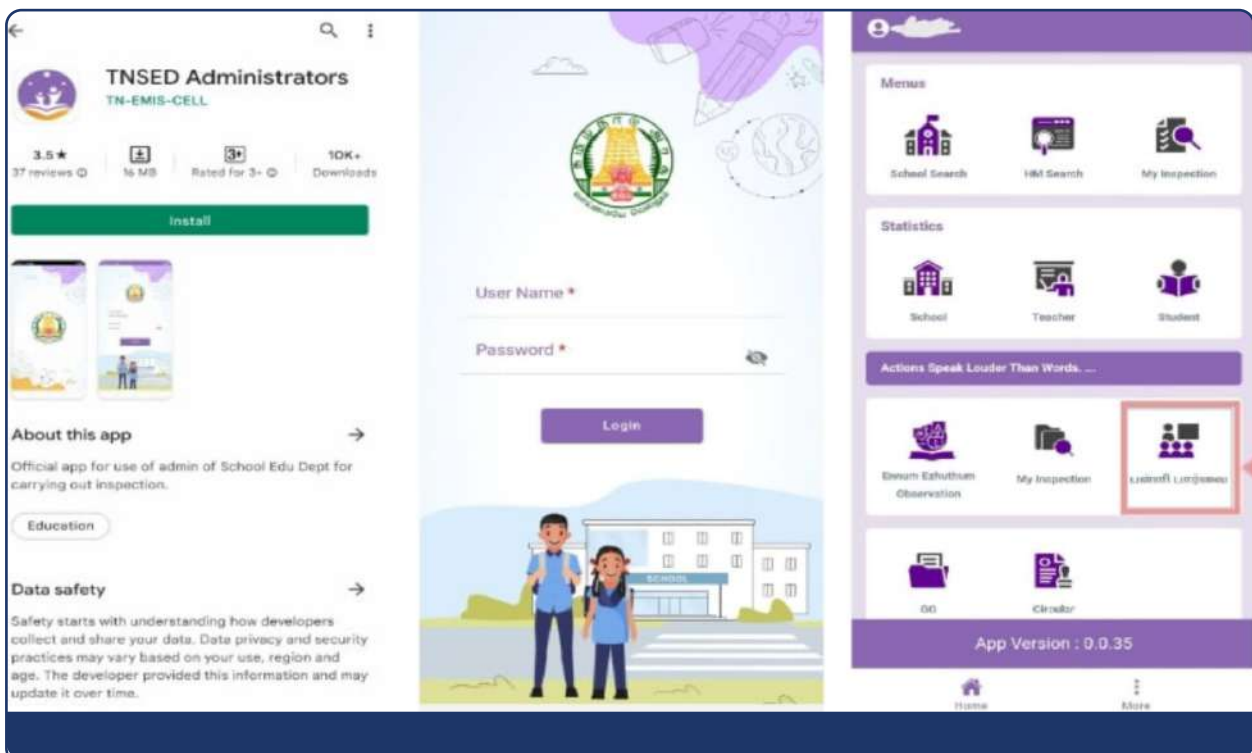 TNSED Administrators
TN-EMIS-CELL
3.5★
37 reviews
16 MB
3+
Rated for 3+
10K+
Downloads
Install
About this app
Official app for use of admin of School Edu Dept for
carrying out inspection.
Education
Data safety
Safety starts with understanding how developers
collect and share your data. Data privacy and security
practices may vary based on your use, region and
age. The developer provided this information and may
update it over time.
User Name *
Password *
Login
SCHOOL
Menus
School Search
HM Search
My Inspection
Statistics
School
Teacher
Student
Actions Speak Louder Than Words. ...
Ennum Ezhuthum
Observation
My Inspection
பள்ளி பார்வை
GO
Circular
App Version : 0.0.35
Home
More